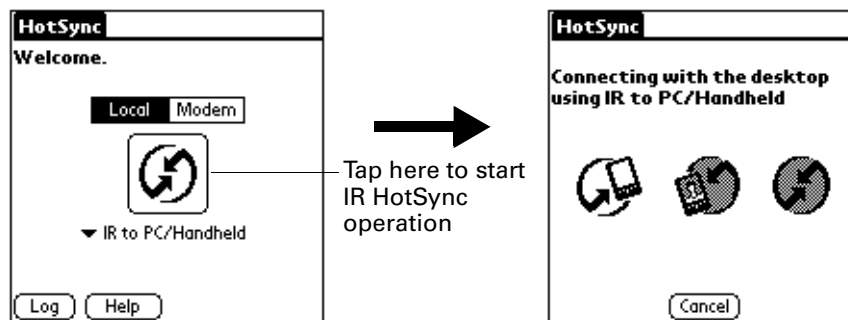 HotSync
Welcome.
Local Modem
IR to PC/Handheld
Log Help
Tap here to start
IR HotSync
operation
HotSync
Connecting with the desktop
using IR to PC/Handheld
Cancel